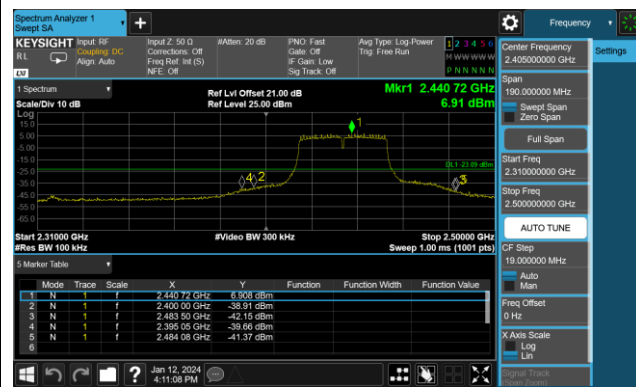 Spectrum Analyzer 1
Swept SA
Frequency
KEYSIGHT
RL
LXI
Input: RF
Coupling: DC
Align: Auto
Input Z: 50 Ω
Corrections: Off
Freq Ref: Int (S)
NFE: Off
#Atten: 20 dB
PNO: Fast
Gate: Off
IF Gain: Low
Sig Track: Off
Avg Type: Log-Power
Trig: Free Run
1 2 3 4 5 6
M W W W W W
P N N N N N
1 Spectrum
Scale/Div 10 dB
Ref Lvl Offset 21.00 dB
Ref Level 25.00 dBm
Mkr1 2.440 72 GHz
6.91 dBm
Log
15.0
5.00
-5.00
-15.0
-25.0
-35.0
-45.0
-55.0
-65.0
1
4 2
3
DL1 -23.09 dBm
Start 2.31000 GHz
#Res BW 100 kHz
#Video BW 300 kHz
Stop 2.50000 GHz
Sweep 1.00 ms (1001 pts)
5 Marker Table
Mode Trace Scale X Y Function Function Width Function Value
1 N 1 f 2.440 72 GHz 6.908 dBm
2 N 1 f 2.400 00 GHz -38.91 dBm
3 N 1 f 2.483 50 GHz -42.15 dBm
4 N 1 f 2.395 05 GHz -39.66 dBm
5 N 1 f 2.484 08 GHz -41.37 dBm
6
Jan 12, 2024
4:11:08 PM
Center Frequency
2.405000000 GHz
Settings
Span
190.000000 MHz
Swept Span
Zero Span
Full Span
Start Freq
2.310000000 GHz
Stop Freq
2.500000000 GHz
AUTO TUNE
CF Step
19.000000 MHz
Auto
Man
Freq Offset
0 Hz
X Axis Scale
Log
Lin
Signal Track
(Span Zoom)